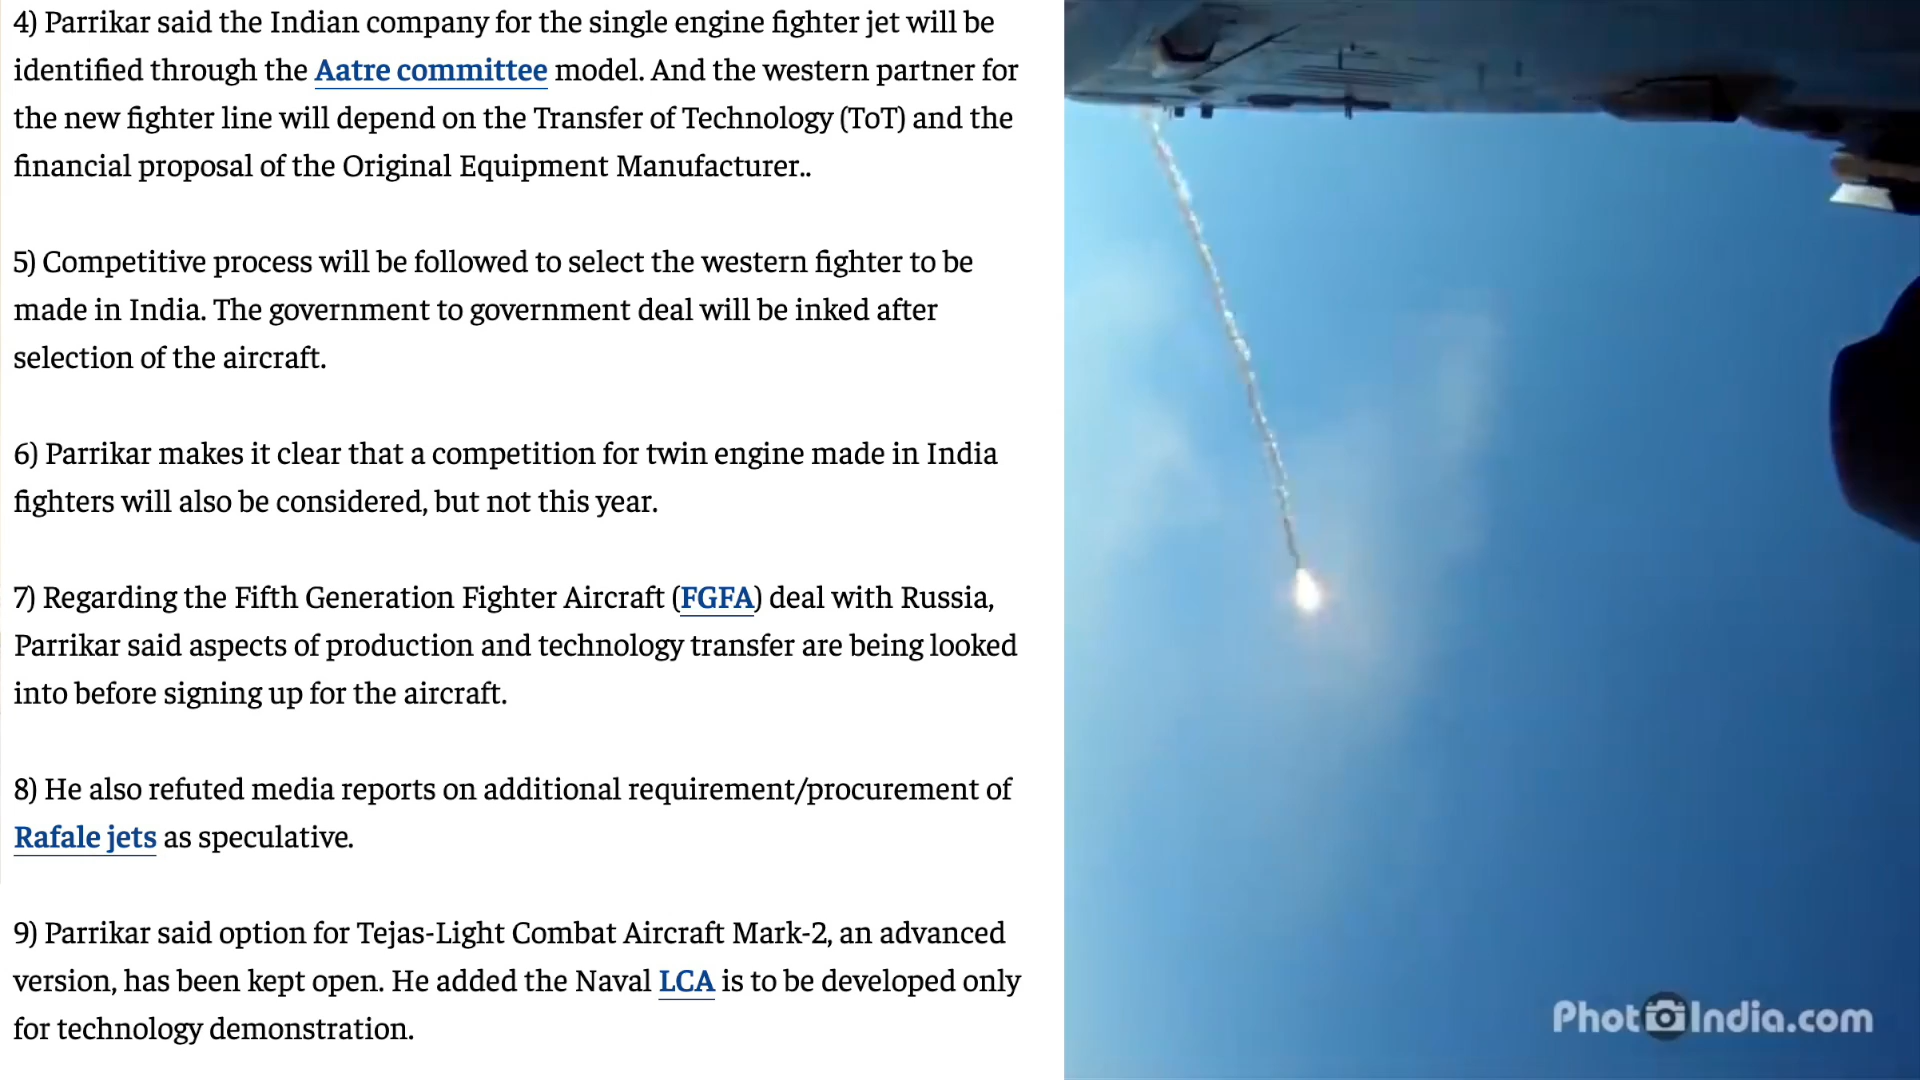 4) Parrikar said the Indian company for the single engine fighter jet will be
identified through the Aatre committee model. And the western partner for
the new fighter line will depend on the Transfer of Technology (ToT) and the
financial proposal of the Original Equipment Manufacturer..
5) Competitive process will be followed to select the western fighter to be
made in India. The government to government deal will be inked after
selection of the aircraft.
6) Parrikar makes it clear that a competition for twin engine made in India
fighters will also be considered, but not this year.
7) Regarding the Fifth Generation Fighter Aircraft (FGFA) deal with Russia,
Parrikar said aspects of production and technology transfer are being looked
into before signing up for the aircraft.
8) He also refuted media reports on additional requirement/procurement of
Rafale jets as speculative.
9) Parrikar said option for Tejas-Light Combat Aircraft Mark-2, an advanced
version, has been kept open. He added the Naval LCA is to be developed only
for technology demonstration.
PhotoIndia.com